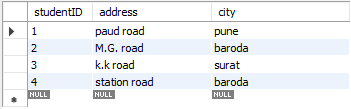 studentID address city
1 paud road pune
2 M.G. road baroda
3 k.k road surat
4 station road baroda
NULL NULL NULL